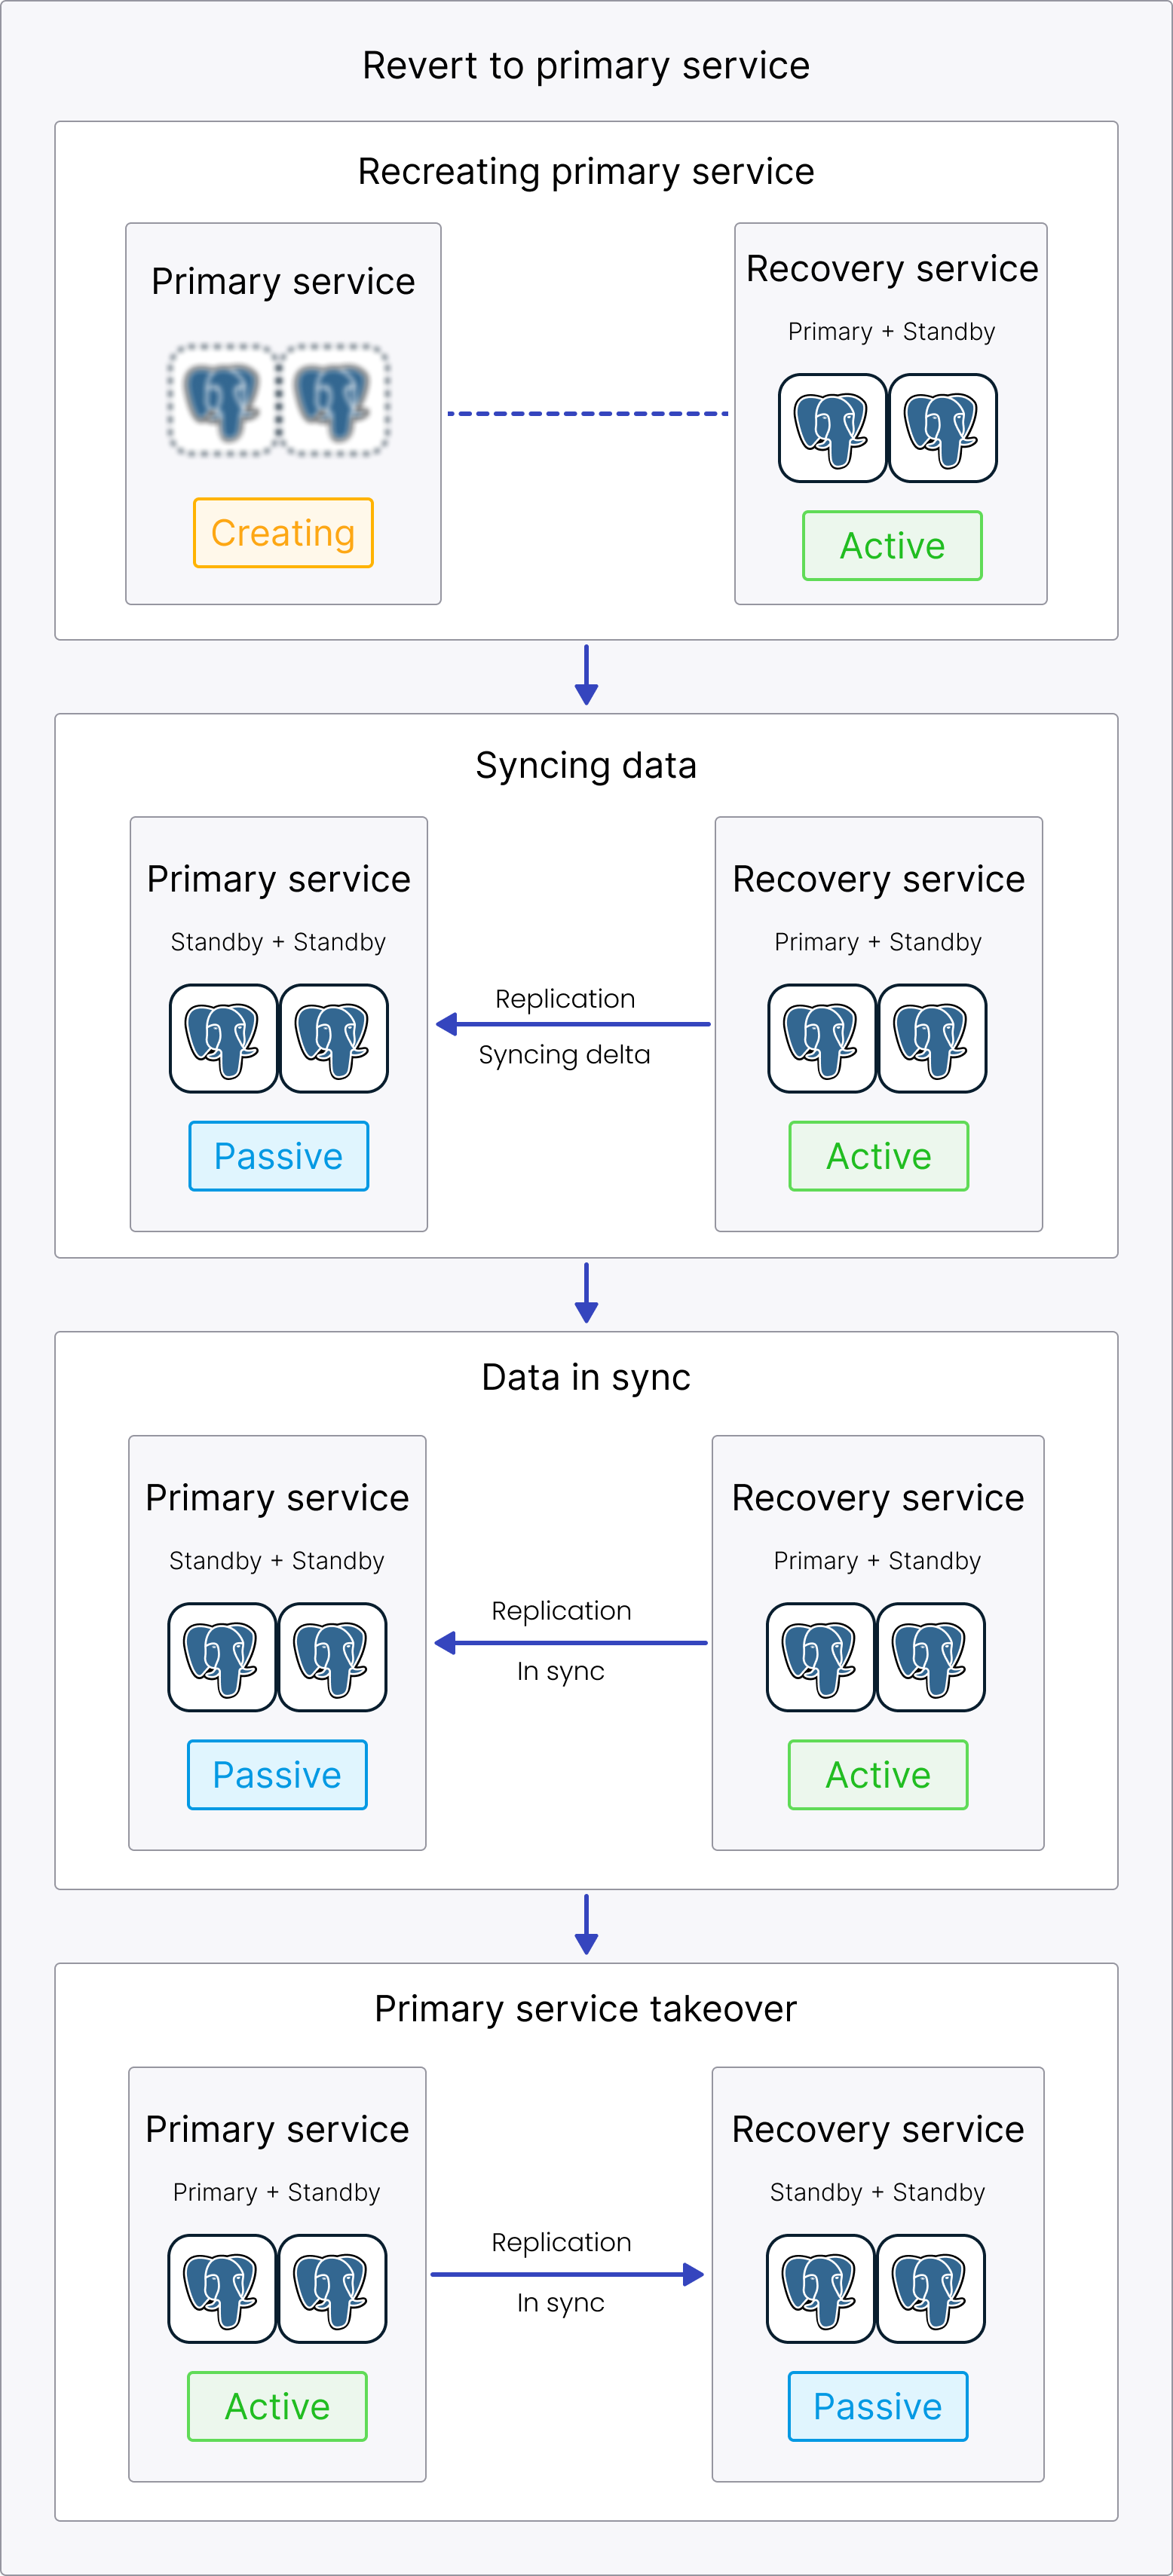 Revert to primary service
Recreating primary service
Primary service
Creating
Recovery service
Primary + Standby
Active
Syncing data
Primary service
Standby + Standby
Passive
Replication
Syncing delta
Recovery service
Primary + Standby
Active
Data in sync
Primary service
Standby + Standby
Passive
Replication
In sync
Recovery service
Primary + Standby
Active
Primary service takeover
Primary service
Primary + Standby
Active
Replication
In sync
Recovery service
Standby + Standby
Passive